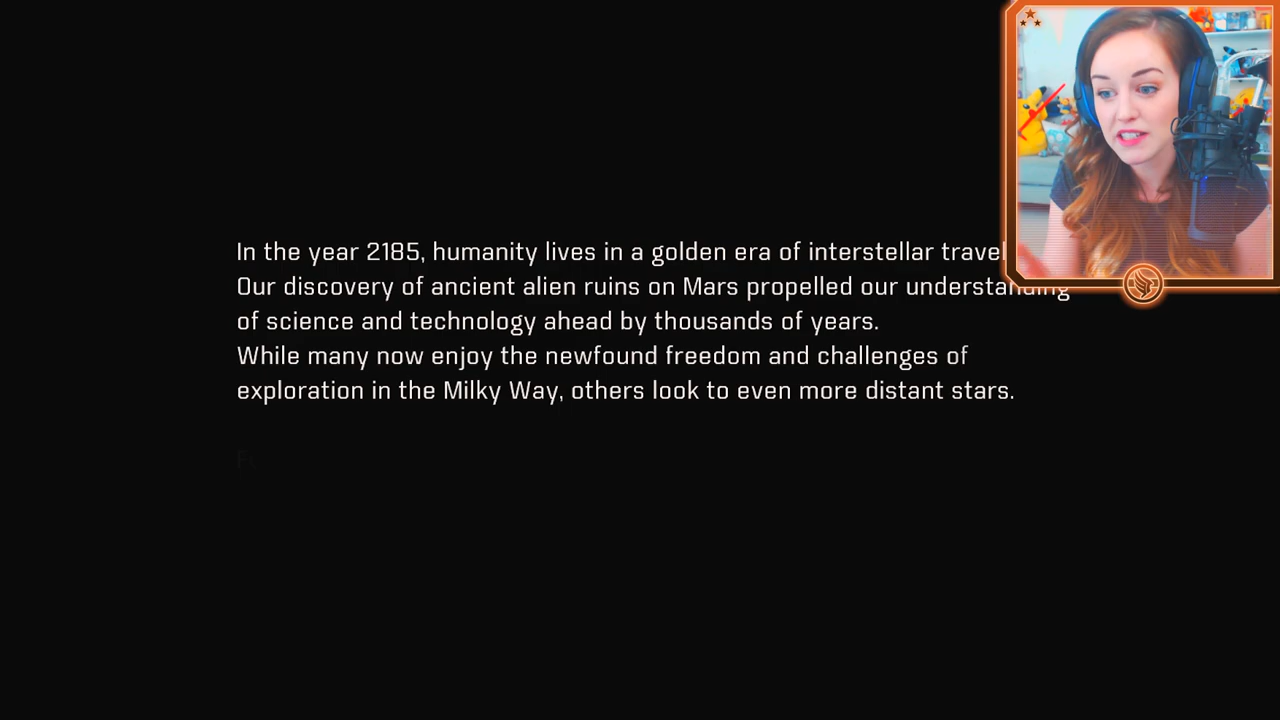 In the year 2185, humanity lives in a golden era of interstellar travel
Our discovery of ancient alien ruins on Mars propelled our understanding
of science and technology ahead by thousands of years.
While many now enjoy the newfound freedom and challenges of
exploration in the Milky Way, others look to even more distant stars.